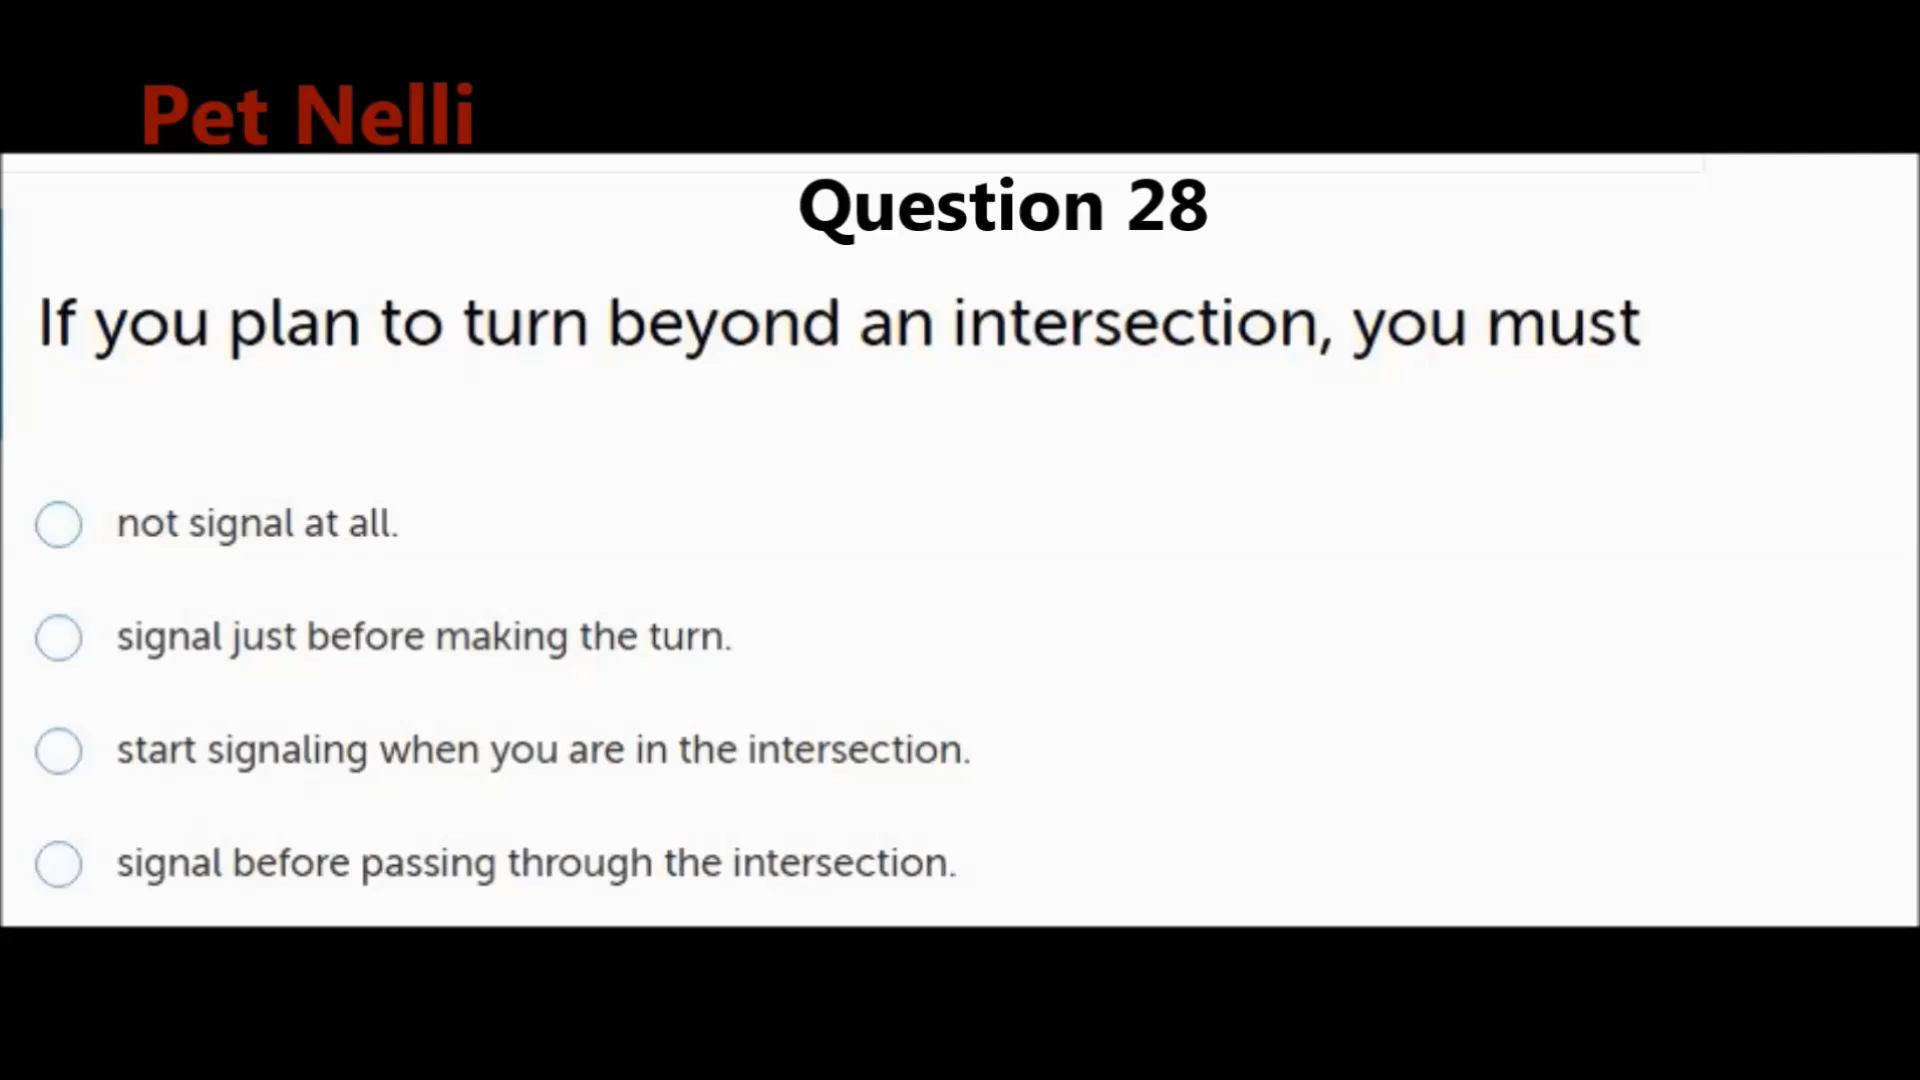 Pet Nelli
Question 28
If you plan to turn beyond an intersection, you must
not signal at all.
signal just before making the turn.
start signaling when you are in the intersection.
signal before passing through the intersection.